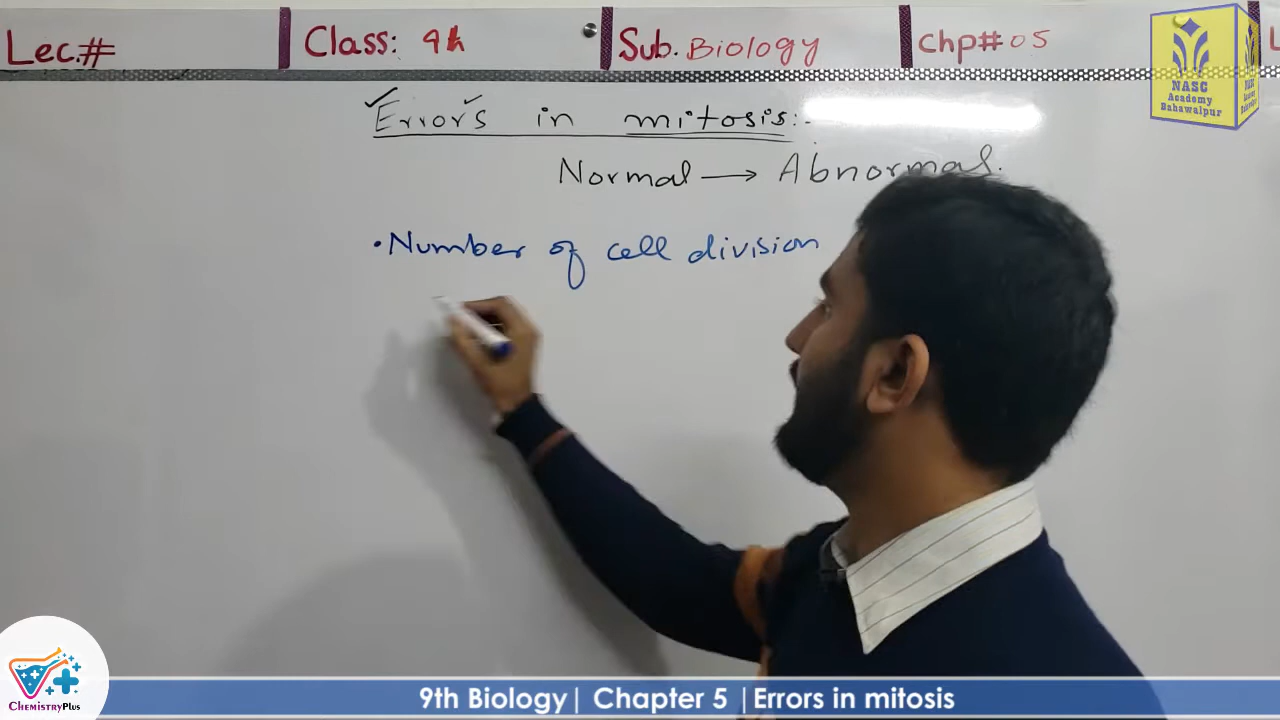 Lec.# Class: 9th Sub. Biology Chp# 05
NASC
Academy
Bahawalpur
Errors in mitosis:-
Normal → Abnormal.
• Number of cell division
CHEMISTRYPLUS
9th Biology| Chapter 5 |Errors in mitosis